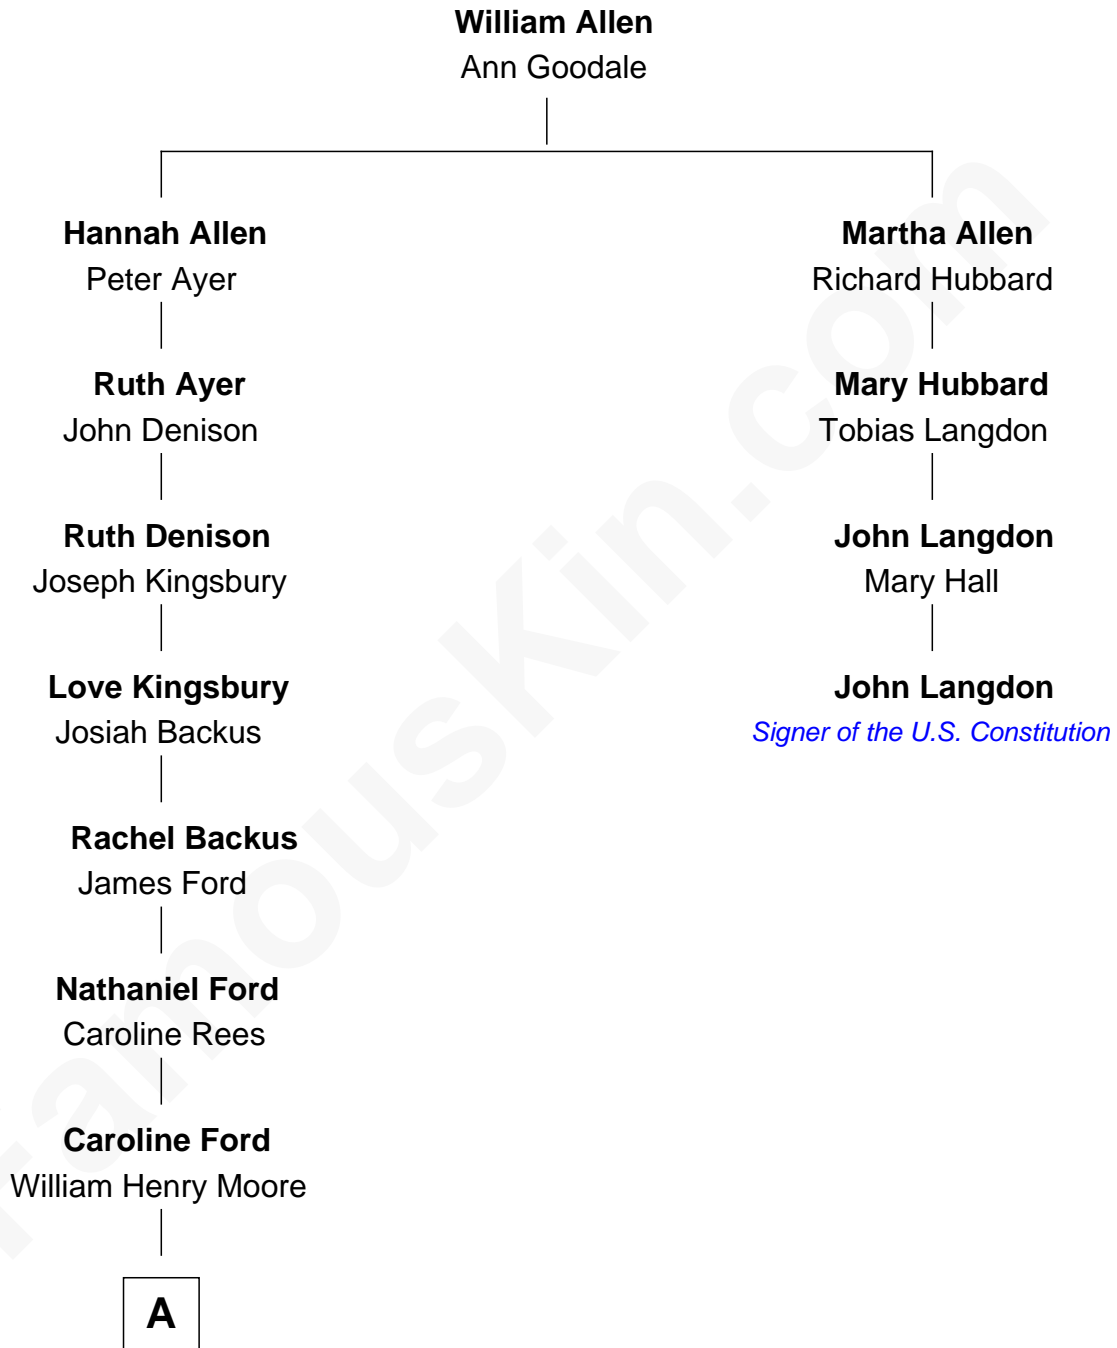 William Allen
Ann Goodale
Hannah Allen
Peter Ayer
Martha Allen
Richard Hubbard
Ruth Ayer
John Denison
Mary Hubbard
Tobias Langdon
Ruth Denison
Joseph Kingsbury
John Langdon
Mary Hall
Love Kingsbury
Josiah Backus
John Langdon
Signer of the U.S. Constitution
Rachel Backus
James Ford
Nathaniel Ford
Caroline Rees
Caroline Ford
William Henry Moore
A
FamousKin.com